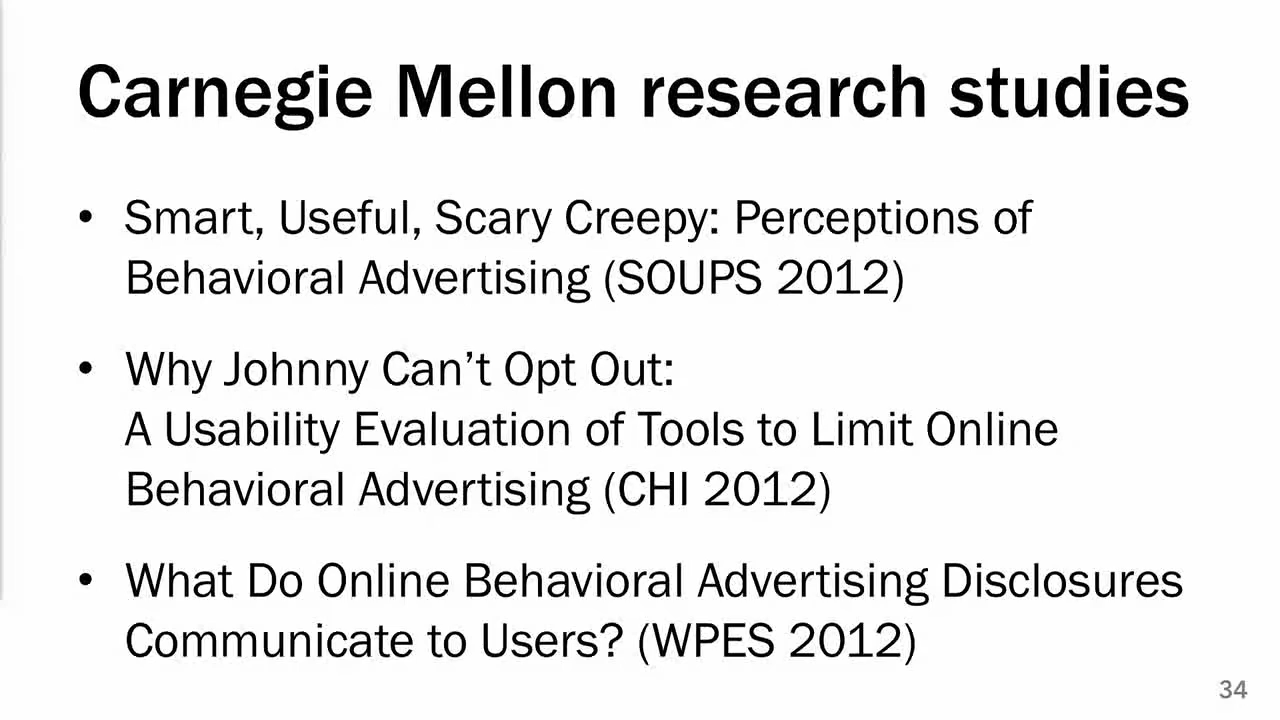 Carnegie Mellon research studies
• Smart, Useful, Scary Creepy: Perceptions of
Behavioral Advertising (SOUPS 2012)
• Why Johnny Can’t Opt Out:
A Usability Evaluation of Tools to Limit Online
Behavioral Advertising (CHI 2012)
• What Do Online Behavioral Advertising Disclosures
Communicate to Users? (WPES 2012)
34